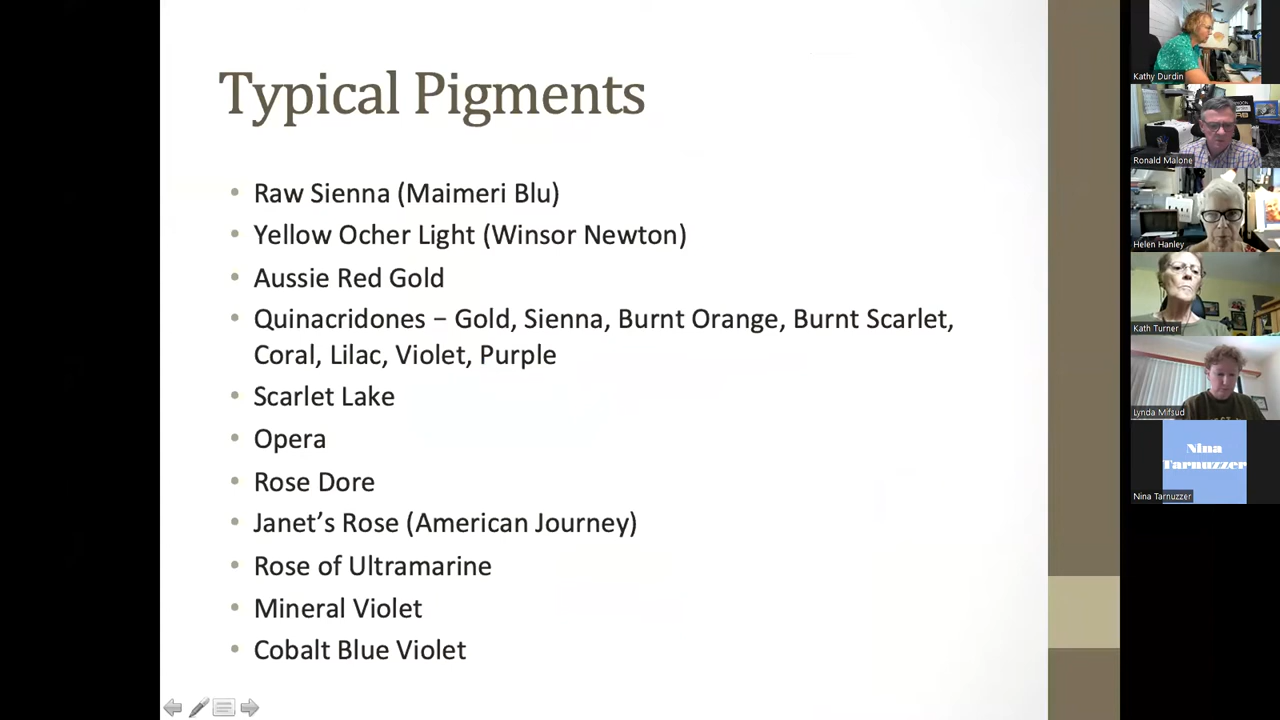 Typical Pigments
Raw Sienna (Maimeri Blu)
Yellow Ocher Light (Winsor Newton)
Aussie Red Gold
Quinacridones – Gold, Sienna, Burnt Orange, Burnt Scarlet,
Coral, Lilac, Violet, Purple
Scarlet Lake
Opera
Rose Dore
Janet’s Rose (American Journey)
Rose of Ultramarine
Mineral Violet
Cobalt Blue Violet
Kathy Durdin
Ronald Malone
Helen Hanley
Kath Turner
Lynda Mifsud
Nina
Tarnuzzer
Nina Tarnuzzer